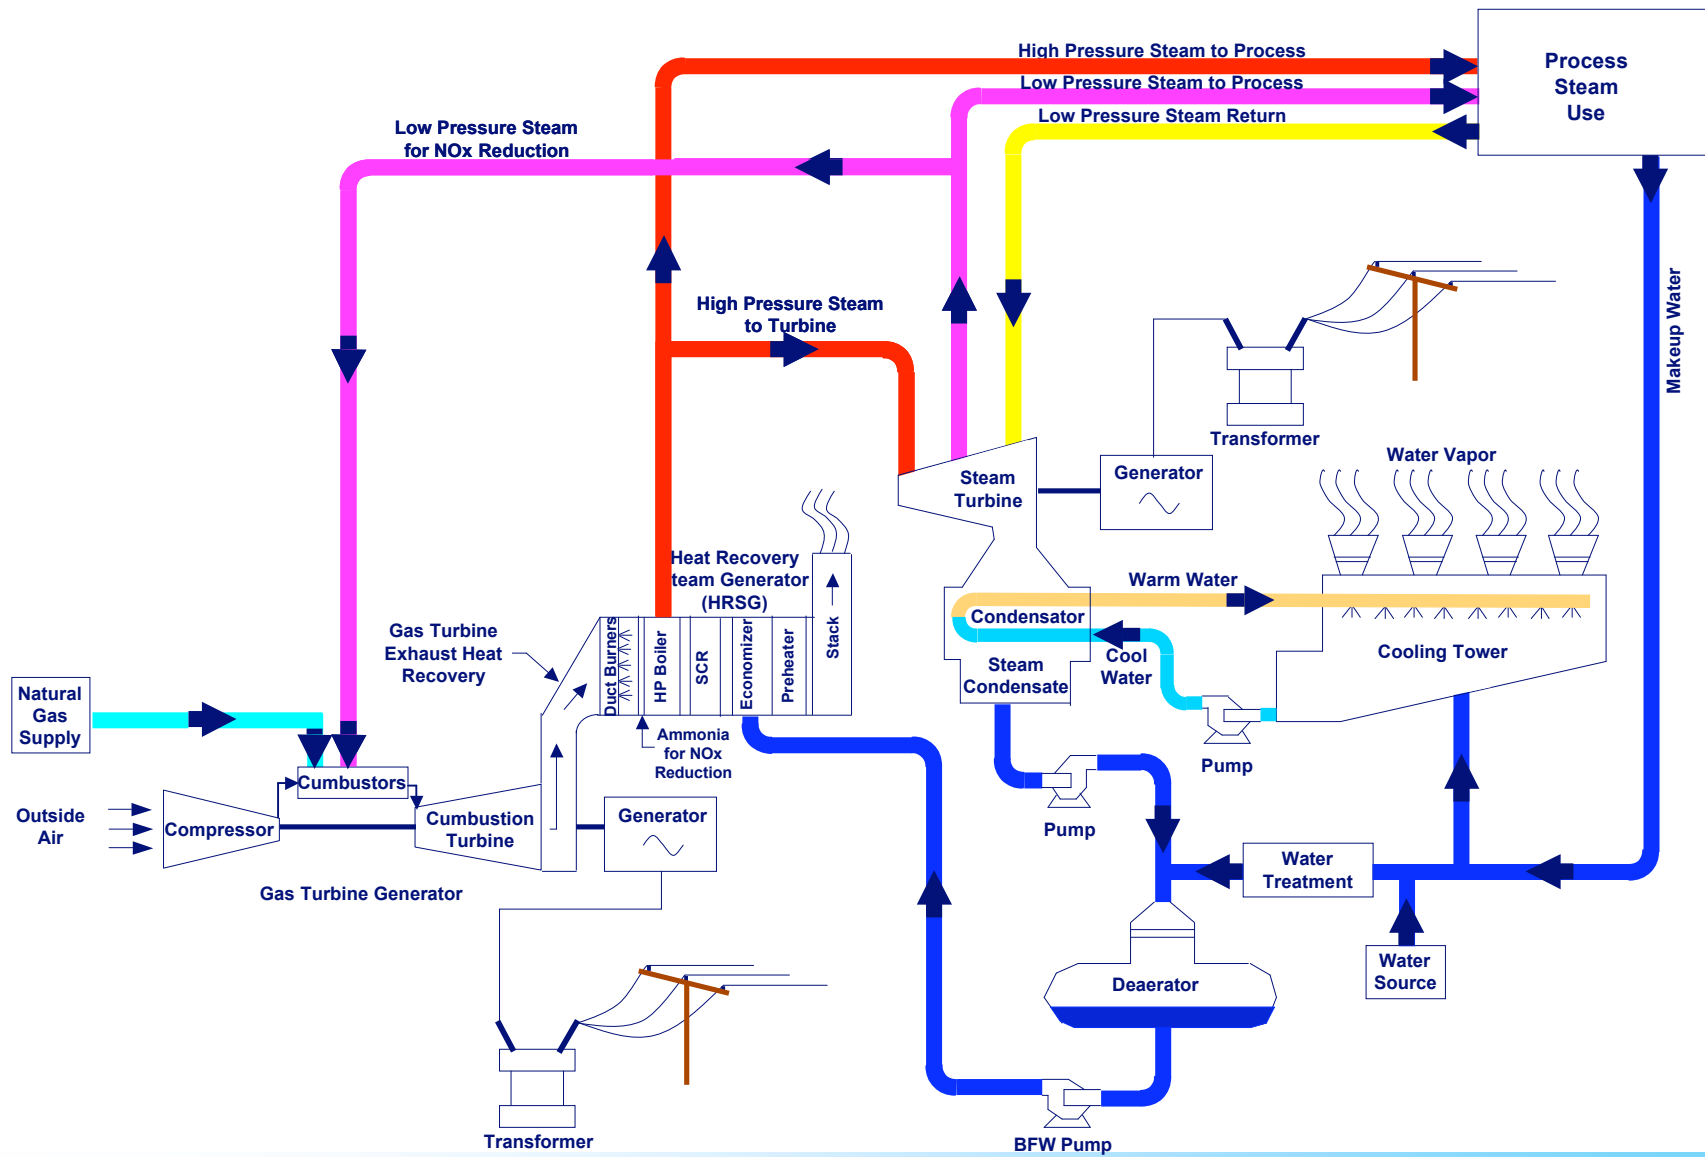 High Pressure Steam to Process
Low Pressure Steam to Process
Low Pressure Steam Return
Process
Steam
Use
Low Pressure Steam
for NOx Reduction
High Pressure Steam
to Turbine
Makeup Water
Transformer
Steam
Turbine
Generator
Water Vapor
Heat Recovery
team Generator
(HRSG)
Stack
Warm Water
Condensator
Cool
Water
Cooling Tower
Steam
Condensate
Gas Turbine
Exhaust Heat
Recovery
Duct Burners
HP Boiler
SCR
Economizer
Preheater
Natural
Gas
Supply
Ammonia
for NOx
Reduction
Pump
Cumbustors
Outside
Air
Compressor
Cumbustion
Turbine
Generator
Pump
Gas Turbine Generator
Water
Treatment
Water
Source
Deaerator
Transformer
BFW Pump